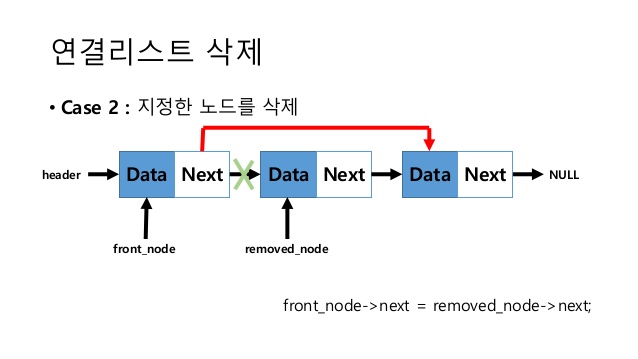 연결리스트 삭제
• Case 2 : 지정한 노드를 삭제
header Data Next Data Next Data Next NULL
front_node removed_node
front_node->next = removed_node->next;